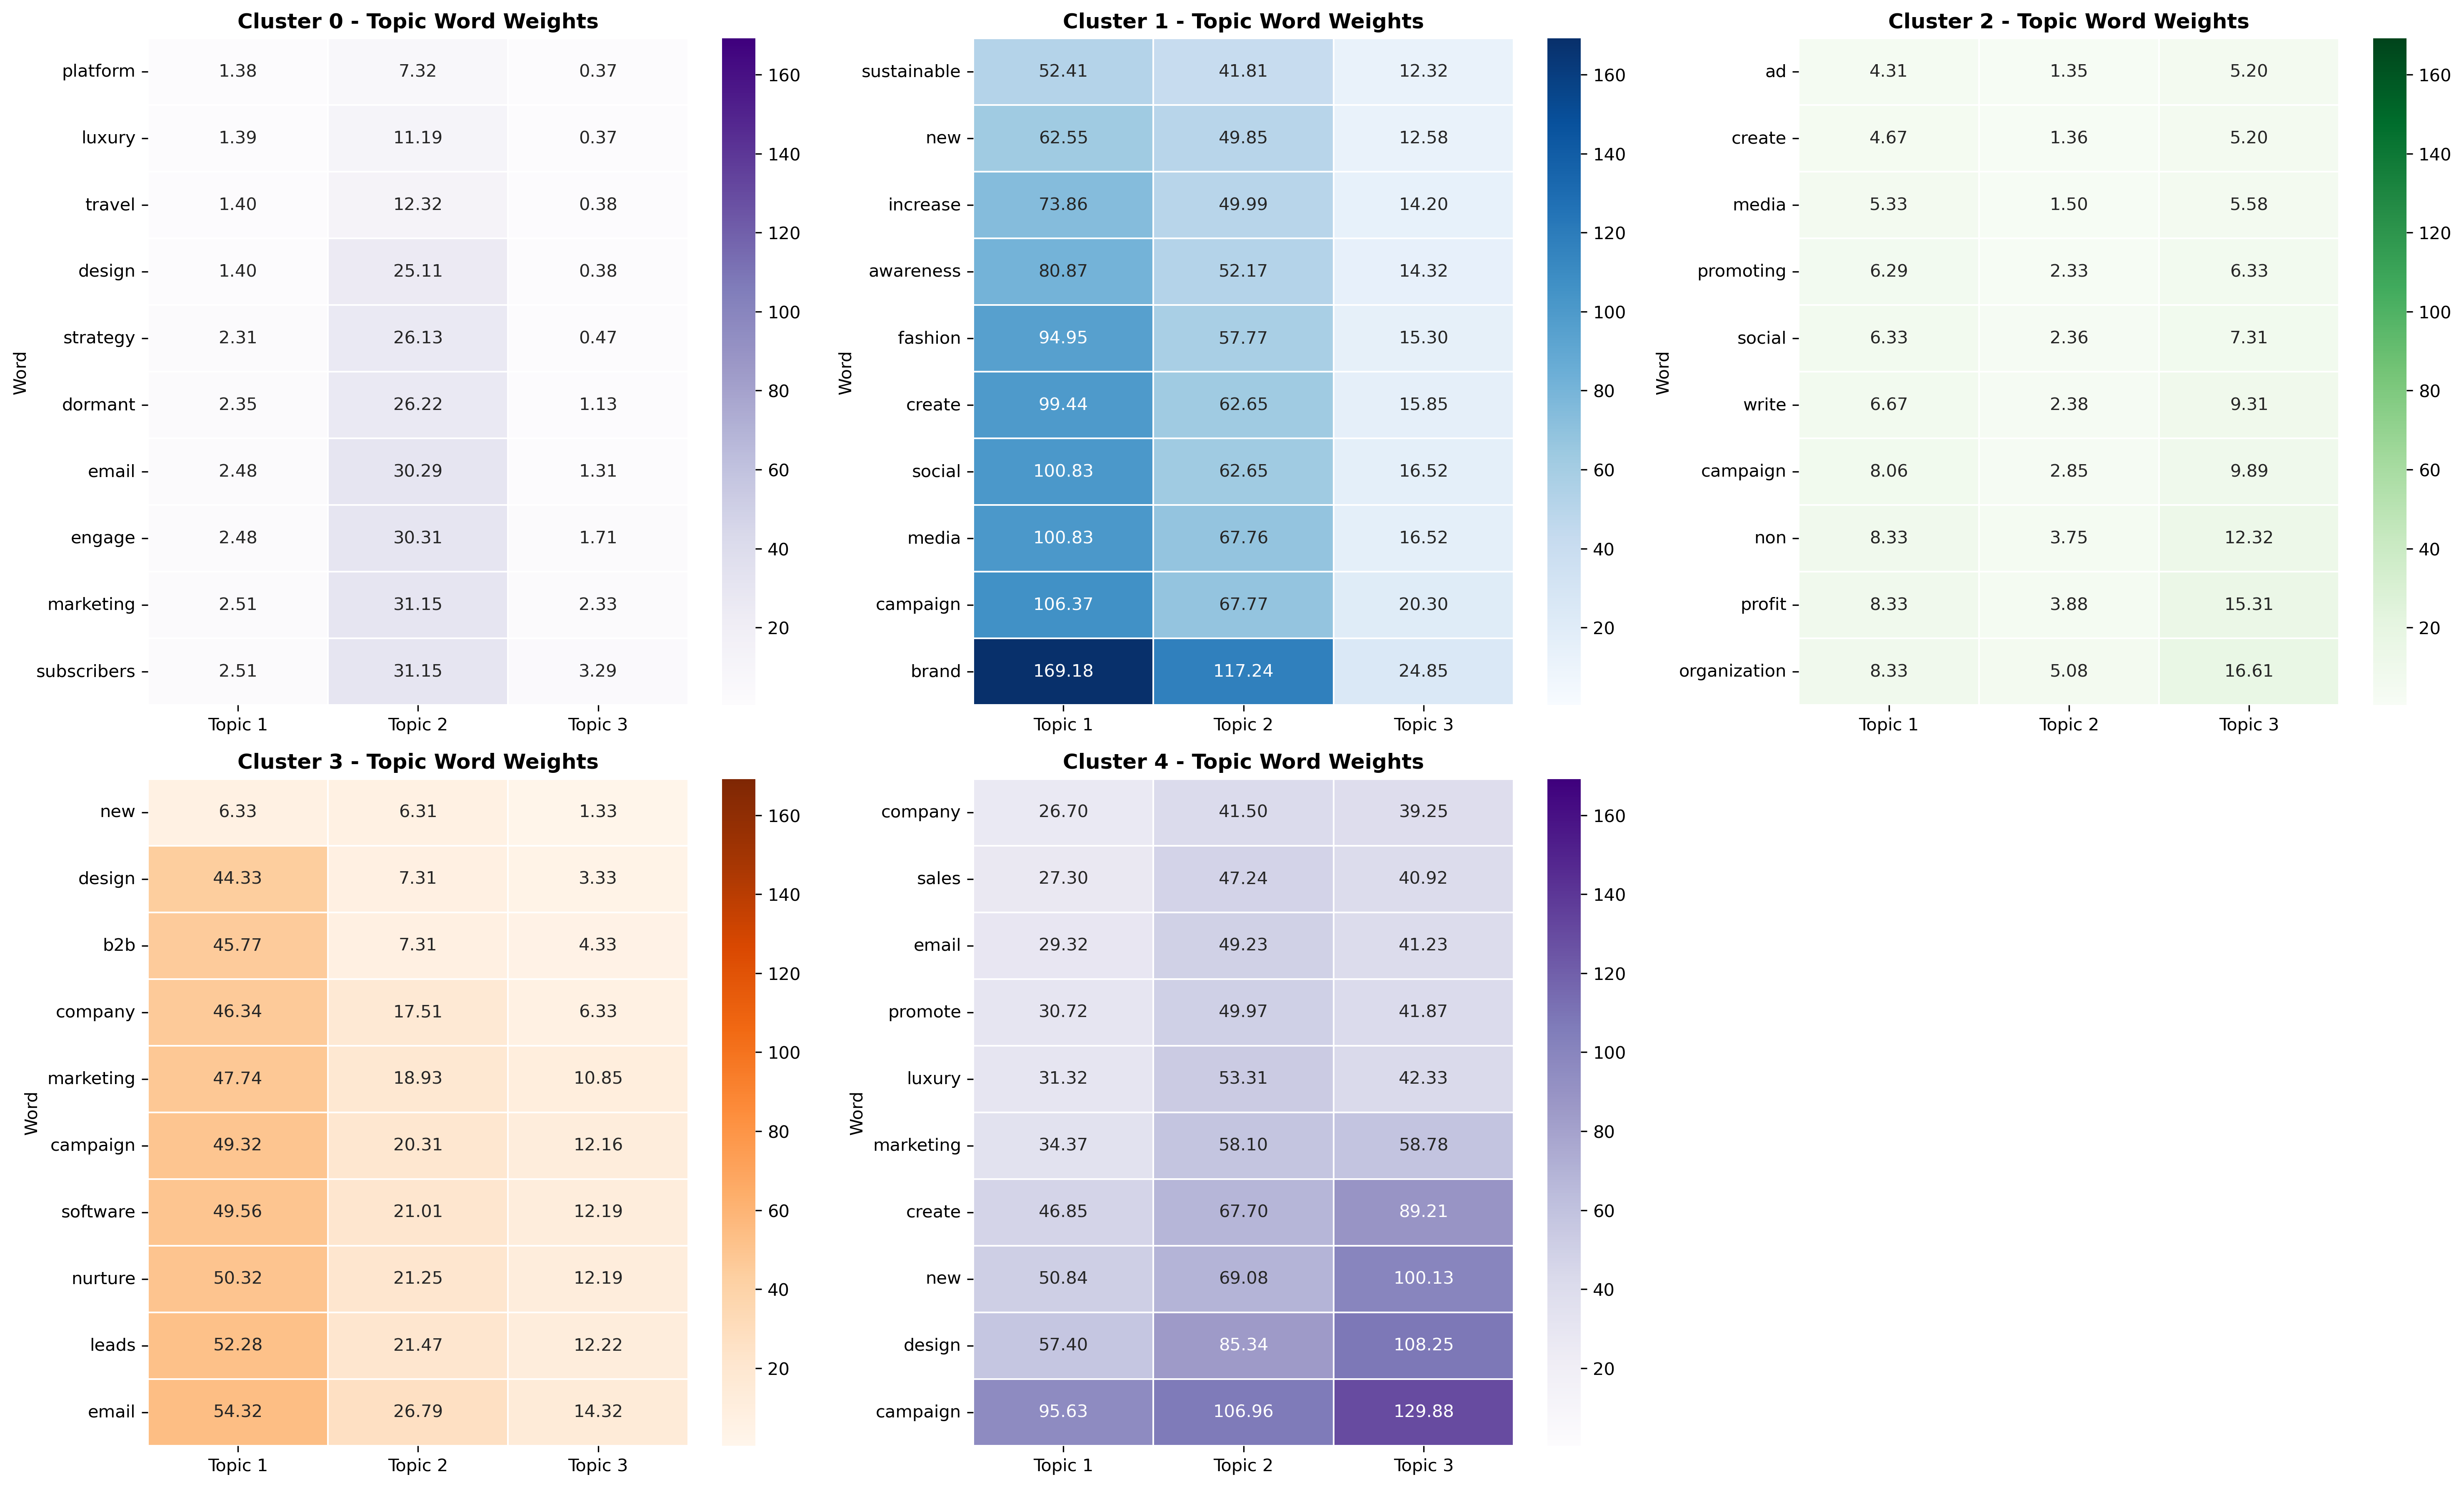 Cluster 0 - Topic Word Weights
Word
platform 1.38 7.32 0.37
luxury 1.39 11.19 0.37
travel 1.40 12.32 0.38
design 1.40 25.11 0.38
strategy 2.31 26.13 0.47
dormant 2.35 26.22 1.13
email 2.48 30.29 1.31
engage 2.48 30.31 1.71
marketing 2.51 31.15 2.33
subscribers 2.51 31.15 3.29
Topic 1 Topic 2 Topic 3
160
140
120
100
80
60
40
20
Cluster 1 - Topic Word Weights
Word
sustainable 52.41 41.81 12.32
new 62.55 49.85 12.58
increase 73.86 49.99 14.20
awareness 80.87 52.17 14.32
fashion 94.95 57.77 15.30
create 99.44 62.65 15.85
social 100.83 62.65 16.52
media 100.83 67.76 16.52
campaign 106.37 67.77 20.30
brand 169.18 117.24 24.85
Topic 1 Topic 2 Topic 3
160
140
120
100
80
60
40
20
Cluster 2 - Topic Word Weights
Word
ad 4.31 1.35 5.20
create 4.67 1.36 5.20
media 5.33 1.50 5.58
promoting 6.29 2.33 6.33
social 6.33 2.36 7.31
write 6.67 2.38 9.31
campaign 8.06 2.85 9.89
non 8.33 3.75 12.32
profit 8.33 3.88 15.31
organization 8.33 5.08 16.61
Topic 1 Topic 2 Topic 3
160
140
120
100
80
60
40
20
Cluster 3 - Topic Word Weights
Word
new 6.33 6.31 1.33
design 44.33 7.31 3.33
b2b 45.77 7.31 4.33
company 46.34 17.51 6.33
marketing 47.74 18.93 10.85
campaign 49.32 20.31 12.16
software 49.56 21.01 12.19
nurture 50.32 21.25 12.19
leads 52.28 21.47 12.22
email 54.32 26.79 14.32
Topic 1 Topic 2 Topic 3
160
140
120
100
80
60
40
20
Cluster 4 - Topic Word Weights
Word
company 26.70 41.50 39.25
sales 27.30 47.24 40.92
email 29.32 49.23 41.23
promote 30.72 49.97 41.87
luxury 31.32 53.31 42.33
marketing 34.37 58.10 58.78
create 46.85 67.70 89.21
new 50.84 69.08 100.13
design 57.40 85.34 108.25
campaign 95.63 106.96 129.88
Topic 1 Topic 2 Topic 3
160
140
120
100
80
60
40
20